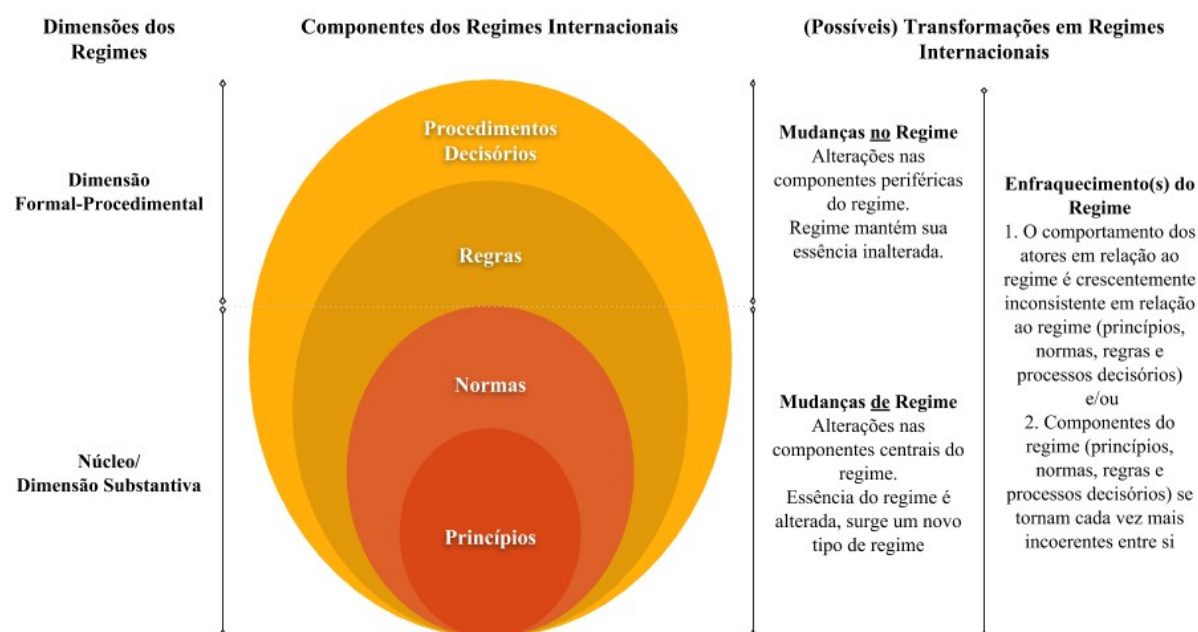 Dimensões dos
Regimes
Componentes dos Regimes Internacionais
(Possíveis) Transformações em Regimes
Internacionais
Dimensão
Formal-Procedimental
Núcleo/
Dimensão Substantiva
Procedimentos
Decisórios
Regras
Normas
Princípios
Mudanças no Regime
Alterações nas
componentes periféricas
do regime.
Regime mantém sua
essência inalterada.
Mudanças de Regime
Alterações nas
componentes centrais do
regime.
Essência do regime é
alterada, surge um novo
tipo de regime
Enfraquecimento(s) do
Regime
1. O comportamento dos
atores em relação ao
regime é crescentemente
inconsistente em relação
ao regime (princípios,
normas, regras e
processos decisórios)
e/ou
2. Componentes do
regime (princípios,
normas, regras e
processos decisórios) se
tornam cada vez mais
incoerentes entre si